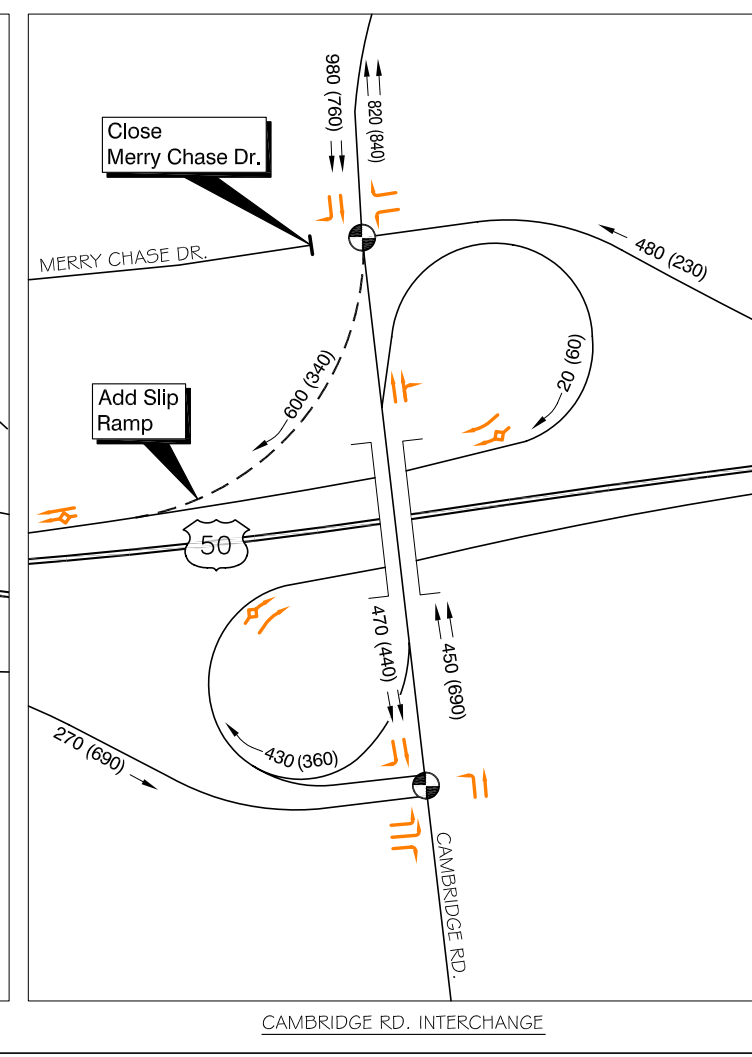 980 (760)
820 (840)
Close
Merry Chase Dr.
MERRY CHASE DR.
480 (230)
600 (340)
20 (60)
Add Slip
Ramp
50
470 (440)
450 (690)
270 (690)
430 (360)
CAMBRIDGE RD.
CAMBRIDGE RD. INTERCHANGE